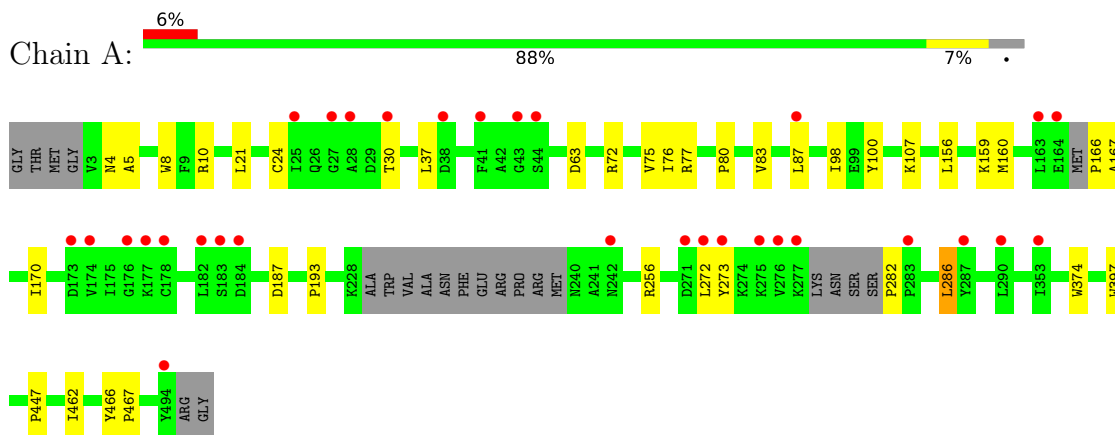 6%
Chain A:
88% 7% •
GLY THR MET GLY V3 N4 A5 W8 F9 R10 L21 C24 I25 Q26 G27 A28 D29 T30 L37 D38 F41 A42 G43 S44 D63 R72 V75 I76 R77 P80 V83 L87 I98 E99 Y100 K107 L156 K159 M160 L163 E164 MET P166 A167
I170 D173 V174 I175 G176 K177 C178 L182 S183 D184 D187 P193 K228 ALA TRP VAL ALA ASN PHE GLU ARG PRO ARG MET N240 A241 N242 R256 D271 L272 Y273 K274 K275 V276 K277 LYS ASN SER SER P282 P283 L286 Y287 L290 I353 W374 W397
P447 I462 Y466 P467 Y494 ARG GLY